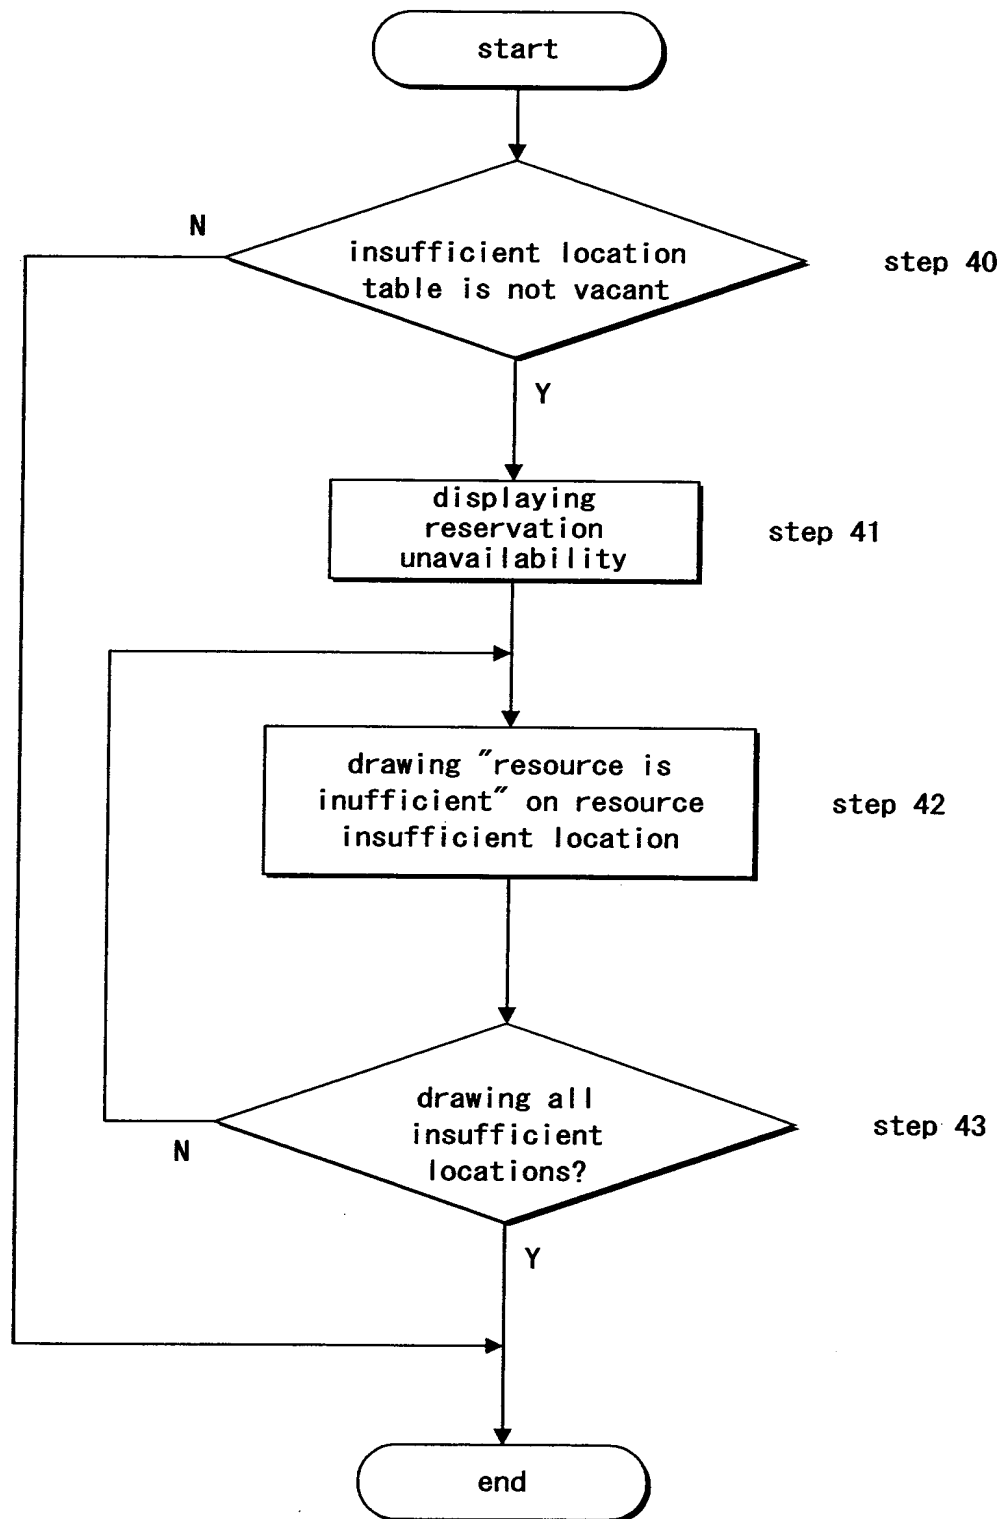 start
N
insufficient location
table is not vacant
step 40
Y
displaying
reservation
unavailability
step 41
drawing "resource is
inufficient" on resource
insufficient location
step 42
drawing all
insufficient
locations?
step 43
N
Y
end